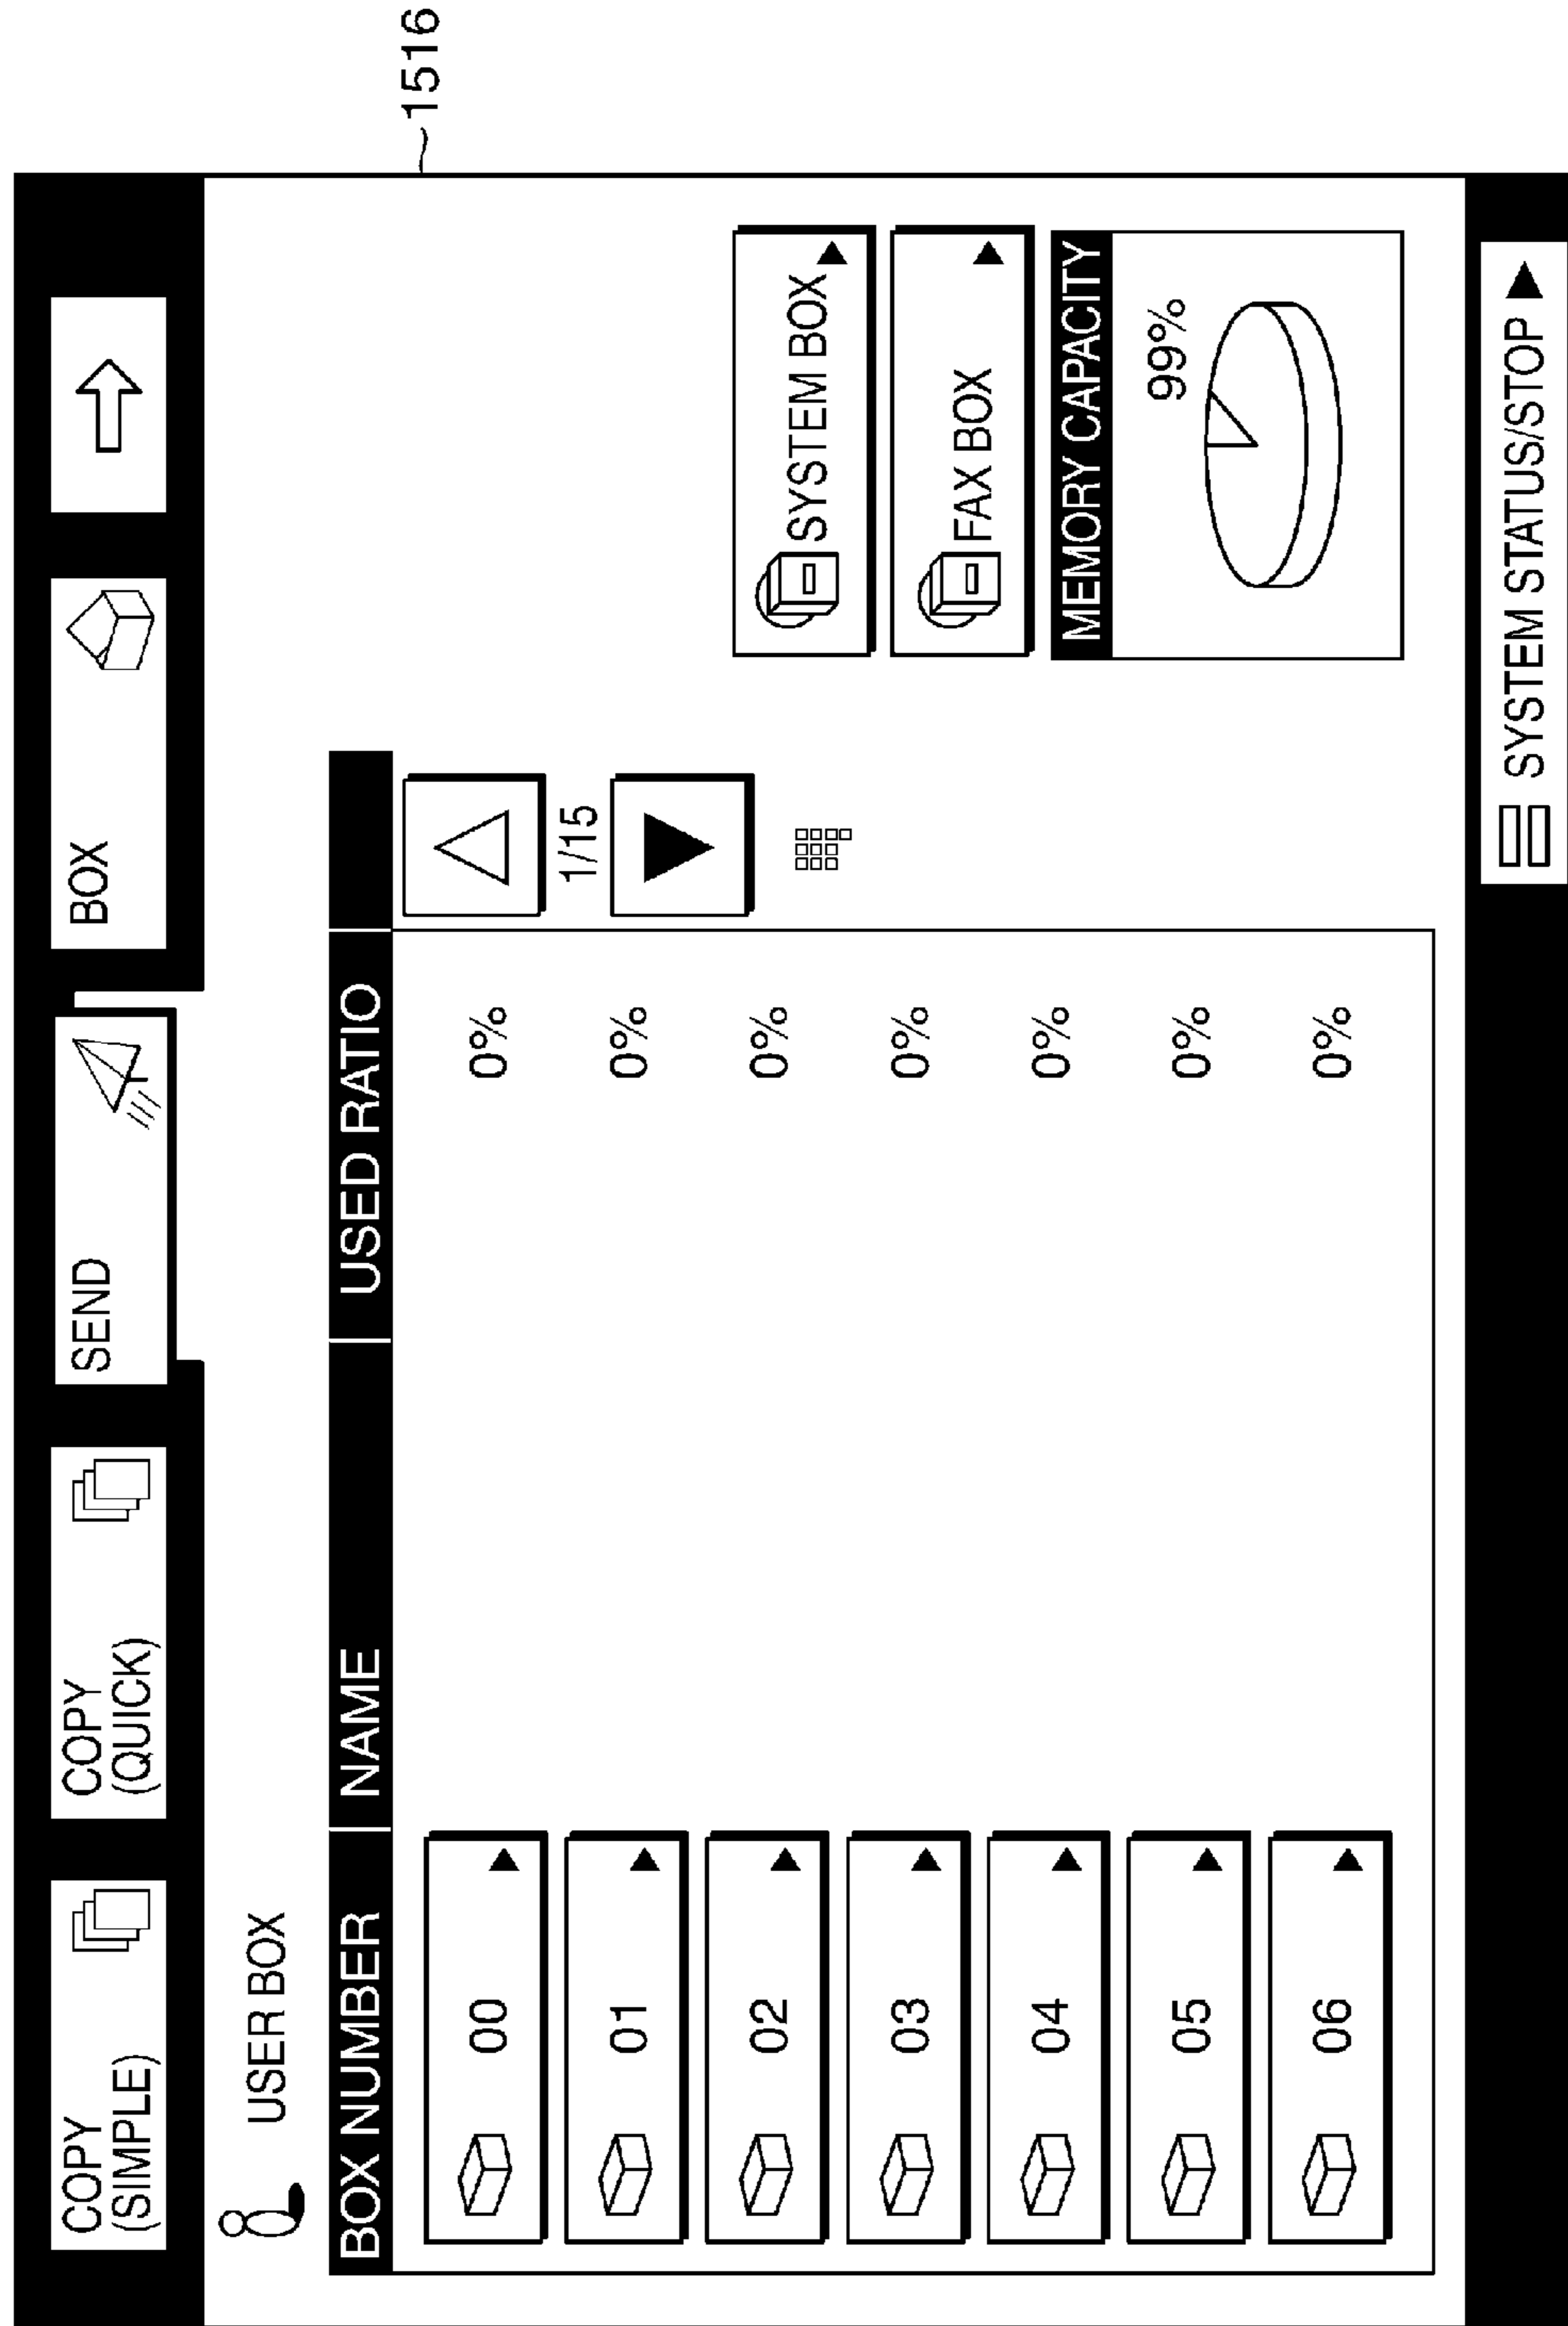 1516
COPY
(SIMPLE)
COPY
(QUICK)
SEND
BOX
USER BOX
BOX NUMBER NAME USED RATIO
00 0%
01 0%
02 0%
03 0%
04 0%
05 0%
06 0%
1/15
SYSTEM BOX
FAX BOX
MEMORY CAPACITY
99%
SYSTEM STATUS/STOP